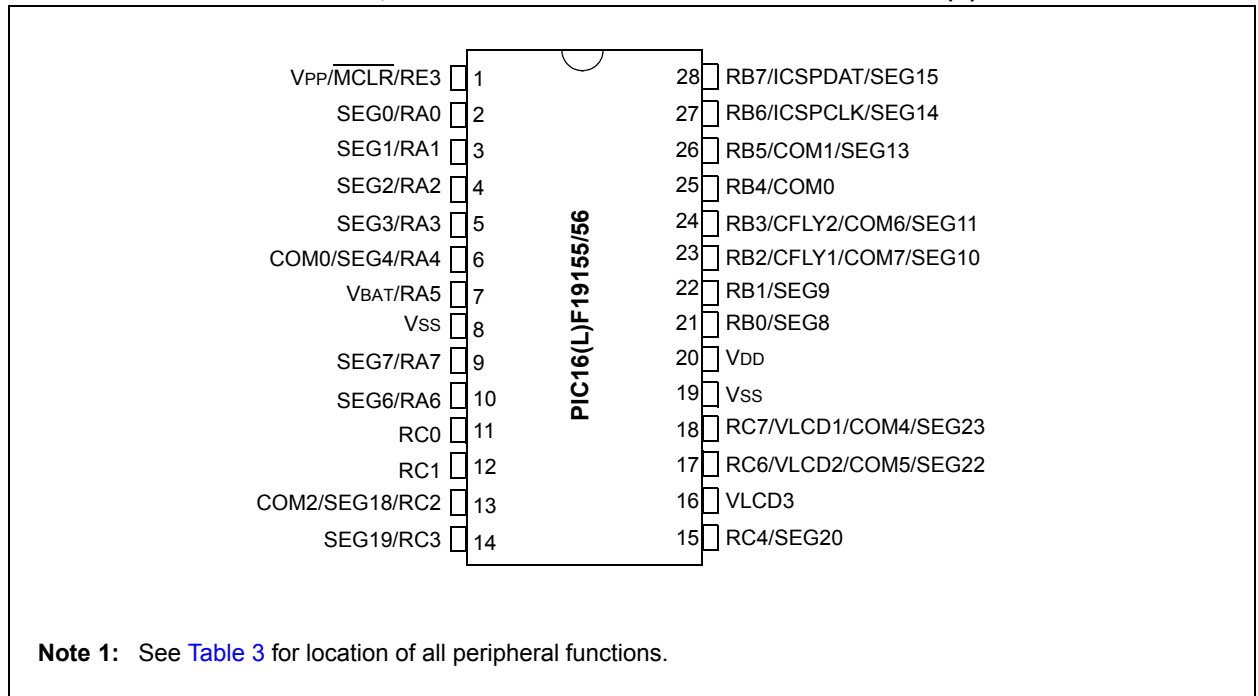 VPP/MCLR/RE3 1
SEG0/RA0 2
SEG1/RA1 3
SEG2/RA2 4
SEG3/RA3 5
COM0/SEG4/RA4 6
VBAT/RA5 7
VSS 8
SEG7/RA7 9
SEG6/RA6 10
RC0 11
RC1 12
COM2/SEG18/RC2 13
SEG19/RC3 14
PIC16(L)F19155/56
28 RB7/ICSPDAT/SEG15
27 RB6/ICSPCLK/SEG14
26 RB5/COM1/SEG13
25 RB4/COM0
24 RB3/CFLY2/COM6/SEG11
23 RB2/CFLY1/COM7/SEG10
22 RB1/SEG9
21 RB0/SEG8
20 VDD
19 VSS
18 RC7/VLCD1/COM4/SEG23
17 RC6/VLCD2/COM5/SEG22
16 VLCD3
15 RC4/SEG20
Note 1: See Table 3 for location of all peripheral functions.